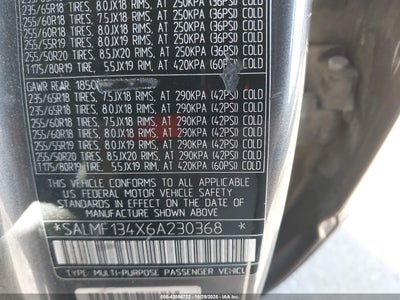 235/65R18 TIRES, 8.0JX18 RIMS, AT 250KPA (36PSI) COLD
255/60R18 TIRES, 7.5JX18 RIMS, AT 250KPA (36PSI) COLD
255/60R18 TIRES, 8.0JX18 RIMS, AT 250KPA (36PSI) COLD
255/55R19 TIRES, 8.0JX19 RIMS, AT 250KPA (36PSI) COLD
255/50R20 TIRES, 8.5JX20 RIMS, AT 250KPA (36PSI) COLD
T:175/80R19 TIRE, 5.5JX19 RIM, AT 420KPA (60PSI) COLD
GAWR REAR: 1850
235/65R18 TIRES, 7.5JX18 RIMS, AT 290KPA (42PSI) COLD
235/65R18 TIRES, 8.0JX18 RIMS, AT 290KPA (42PSI) COLD
255/60R18 TIRES, 7.5JX18 RIMS, AT 290KPA (42PSI) COLD
255/60R18 TIRES, 8.0JX18 RIMS, AT 290KPA (42PSI) COLD
255/55R19 TIRES, 8.0JX19 RIMS, AT 290KPA (42PSI) COLD
255/50R20 TIRES, 8.5JX20 RIMS, AT 290KPA (42PSI) COLD
T:175/80R19 TIRE, 5.5JX19 RIM, AT 420KPA (60PSI) COLD
THIS VEHICLE CONFORMS TO ALL APPLICABLE
U.S. FEDERAL MOTOR VEHICLE SAFETY
STANDARDS IN EFFECT ON THE DATE OF
MANUFACTURE SHOWN ABOVE.
*SALMF134X6A230368 *
TYPE: MULTI-PURPOSE PASSENGER VEHICLE